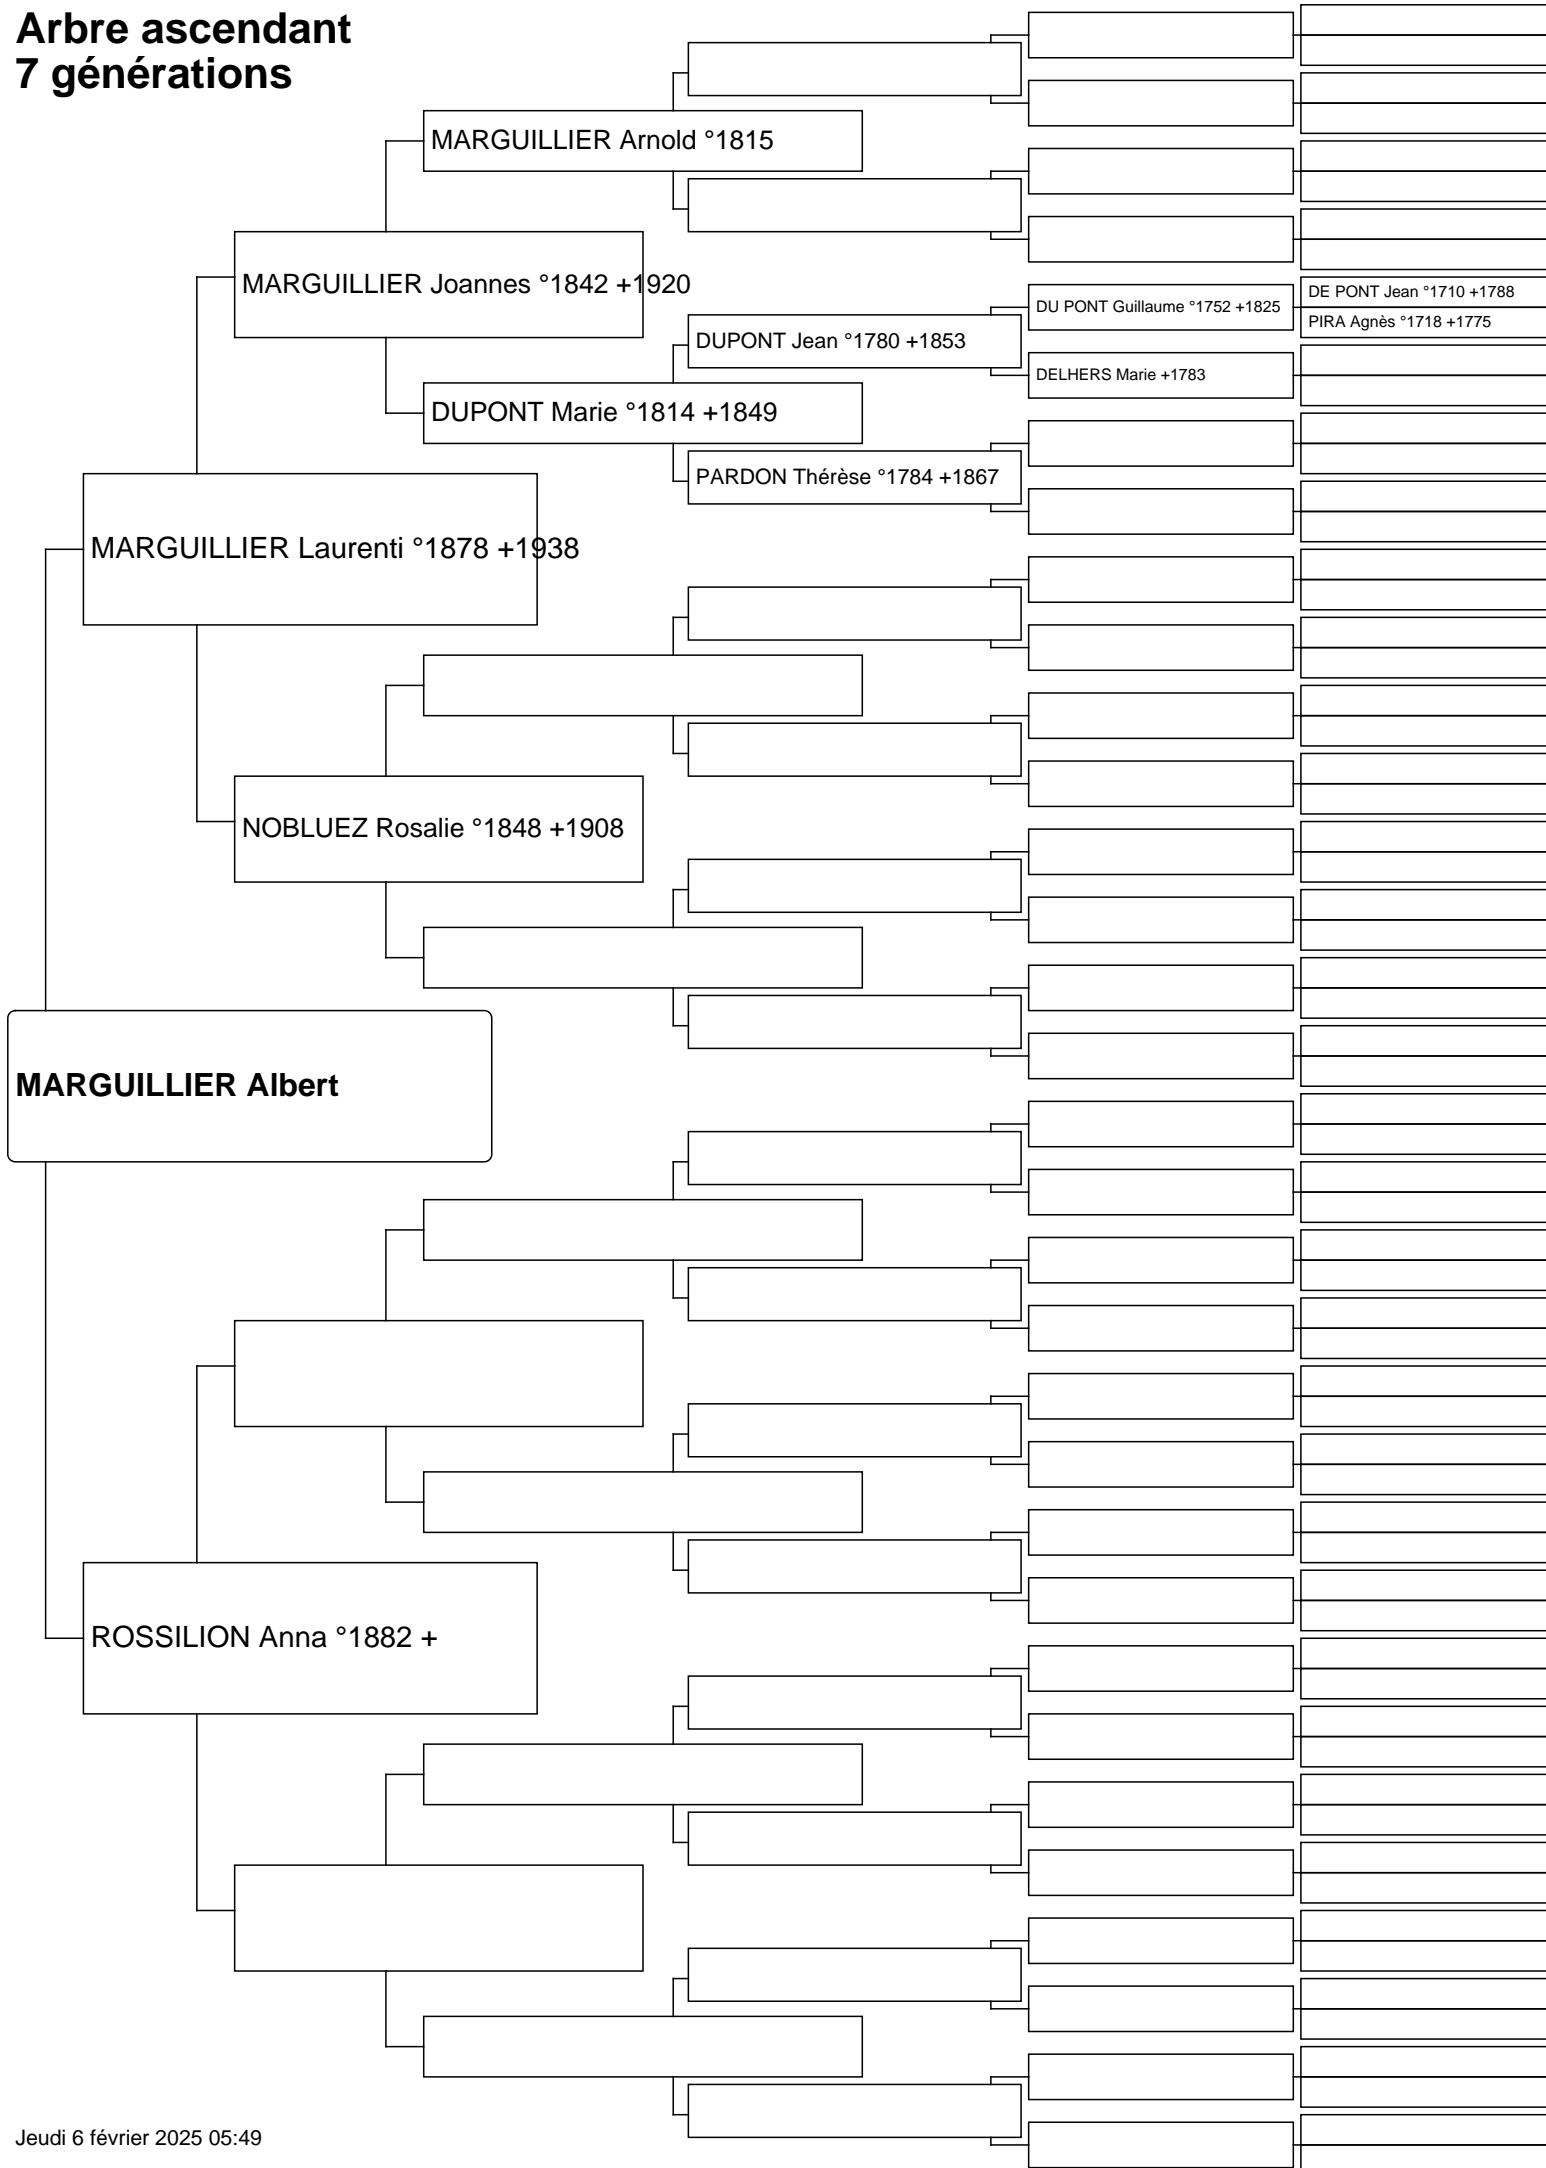 Arbre ascendant
7 générations
MARGUILLIER Arnold °1815
MARGUILLIER Joannes °1842 +1920
DU PONT Guillaume °1752 +1825
DE PONT Jean °1710 +1788
PIRA Agnès °1718 +1775
DUPONT Jean °1780 +1853
DELHERS Marie +1783
DUPONT Marie °1814 +1849
PARDON Thérèse °1784 +1867
MARGUILLIER Laurenti °1878 +1938
NOBLUEZ Rosalie °1848 +1908
MARGUILLIER Albert
ROSSILION Anna °1882 +
Jeudi 6 février 2025 05:49